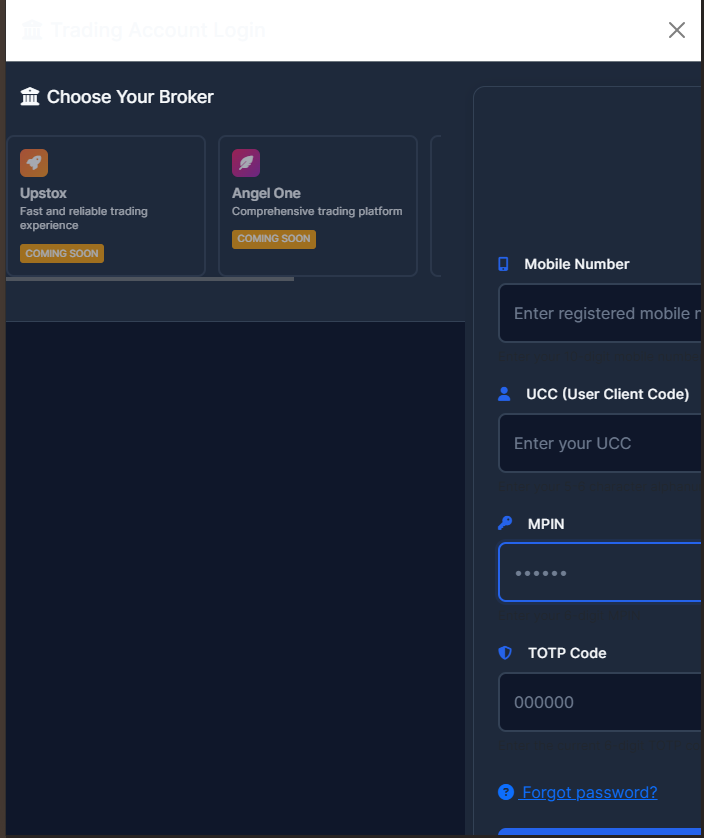 Trading Account Login
Choose Your Broker
Upstox
Fast and reliable trading
experience
COMING SOON
Angel One
Comprehensive trading platform
COMING SOON
Mobile Number
Enter registered mobile
UCC (User Client Code)
Enter your UCC
MPIN
••••••
TOTP Code
000000
Forgot password?